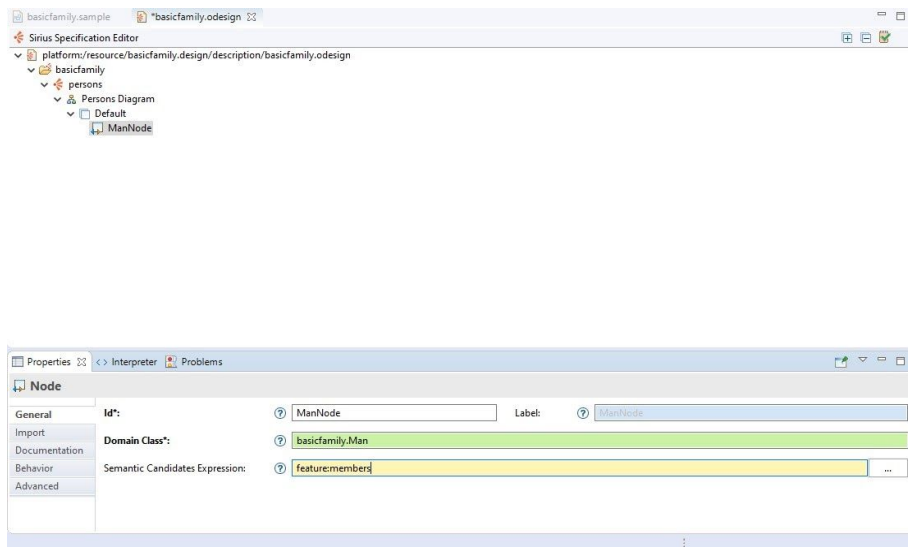 basicfamily.sample
*basicfamily.odesign
Sirius Specification Editor
platform:/resource/basicfamily.design/description/basicfamily.odesign
basicfamily
persons
Persons Diagram
Default
ManNode
Properties
Interpreter
Problems
Node
General
Import
Documentation
Behavior
Advanced
Id*: ? ManNode Label: ? ManNode
Domain Class*: ? basicfamily.Man
Semantic Candidates Expression: ? feature:members ...